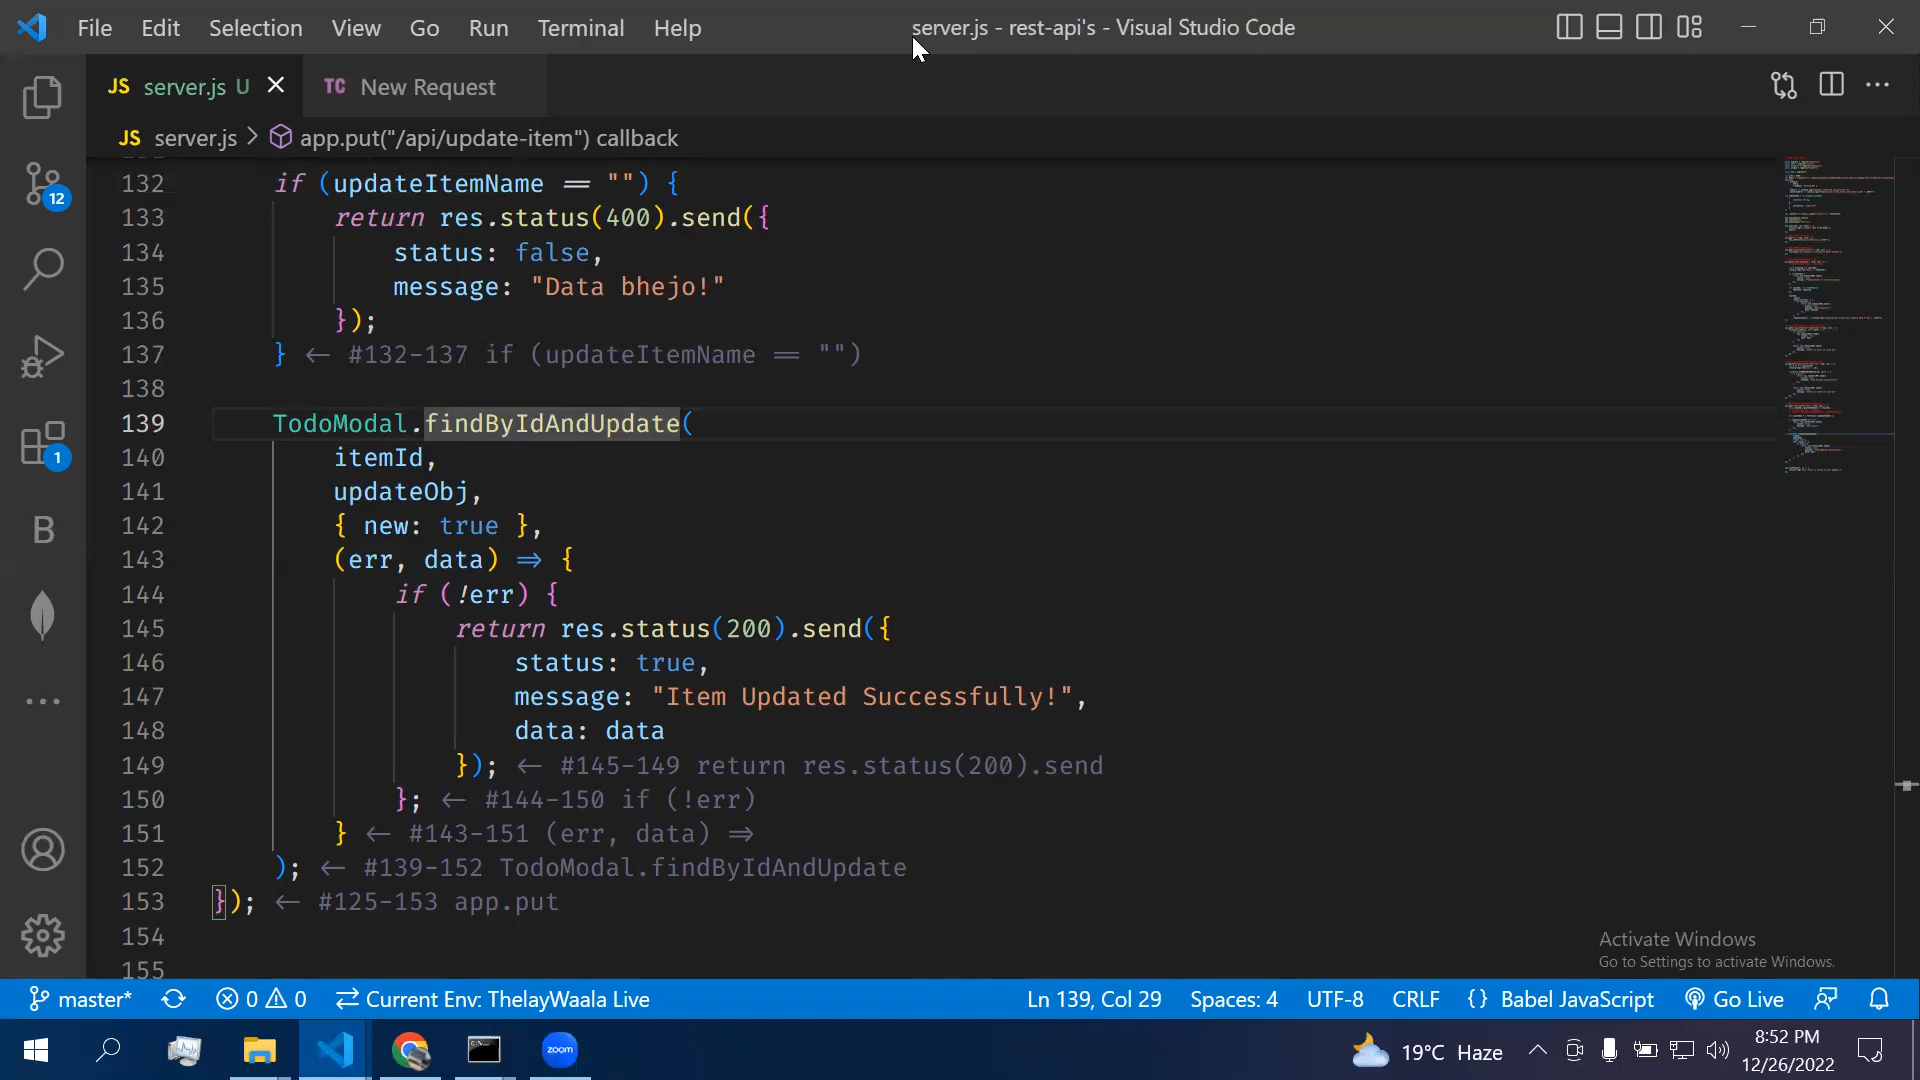 File Edit Selection View Go Run Terminal Help
server.js - rest-api's - Visual Studio Code
JS server.js U
TC New Request
JS server.js > app.put("/api/update-item") callback
132 if (updateItemName == "") {
133 return res.status(400).send({
134 status: false,
135 message: "Data bhejo!"
136 });
137 } ← #132-137 if (updateItemName == "")
138
139 TodoModal.findByIdAndUpdate(
140 itemId,
141 updateObj,
142 { new: true },
143 (err, data) => {
144 if (!err) {
145 return res.status(200).send({
146 status: true,
147 message: "Item Updated Successfully!",
148 data: data
149 }); ← #145-149 return res.status(200).send
150 }; ← #144-150 if (!err)
151 } ← #143-151 (err, data) =>
152 ); ← #139-152 TodoModal.findByIdAndUpdate
153 }); ← #125-153 app.put
154
155
12
1
B
Activate Windows
Go to Settings to activate Windows.
master* 0 0 Current Env: ThelayWaala Live
Ln 139, Col 29 Spaces: 4 UTF-8 CRLF {} Babel JavaScript Go Live
zoom
19°C Haze
8:52 PM
12/26/2022